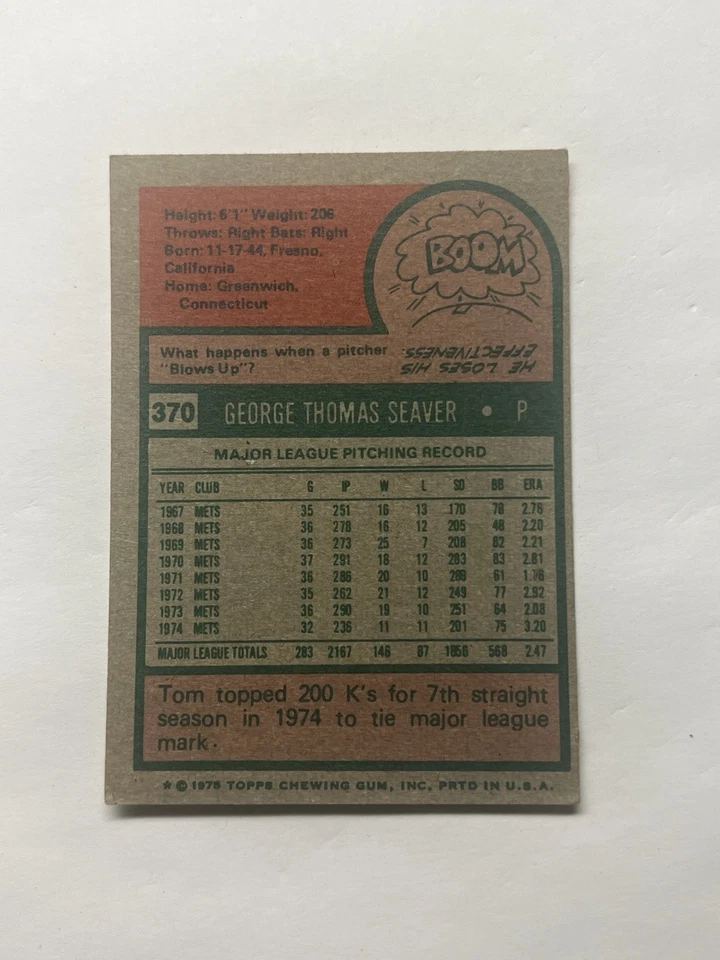 Height: 6'1" Weight: 206
Throws: Right Bats: Right
Born: 11-17-44, Fresno,
California
Home: Greenwich,
Connecticut
BOOM
What happens when a pitcher
"Blows Up"?
HE LOSES HIS
EFFECTIVENESS.
370 GEORGE THOMAS SEAVER • P
MAJOR LEAGUE PITCHING RECORD
YEAR CLUB G IP W L SO BB ERA
1967 METS 35 251 16 13 170 78 2.76
1968 METS 36 278 16 12 205 48 2.20
1969 METS 36 273 25 7 208 82 2.21
1970 METS 37 291 18 12 283 83 2.81
1971 METS 36 286 20 10 289 61 1.76
1972 METS 35 262 21 12 249 77 2.92
1973 METS 36 290 19 10 251 64 2.08
1974 METS 32 236 11 11 201 75 3.20
MAJOR LEAGUE TOTALS 283 2167 146 87 1856 568 2.47
Tom topped 200 K's for 7th straight
season in 1974 to tie major league
mark.
* © 1975 TOPPS CHEWING GUM, INC. PRTD IN U.S.A.